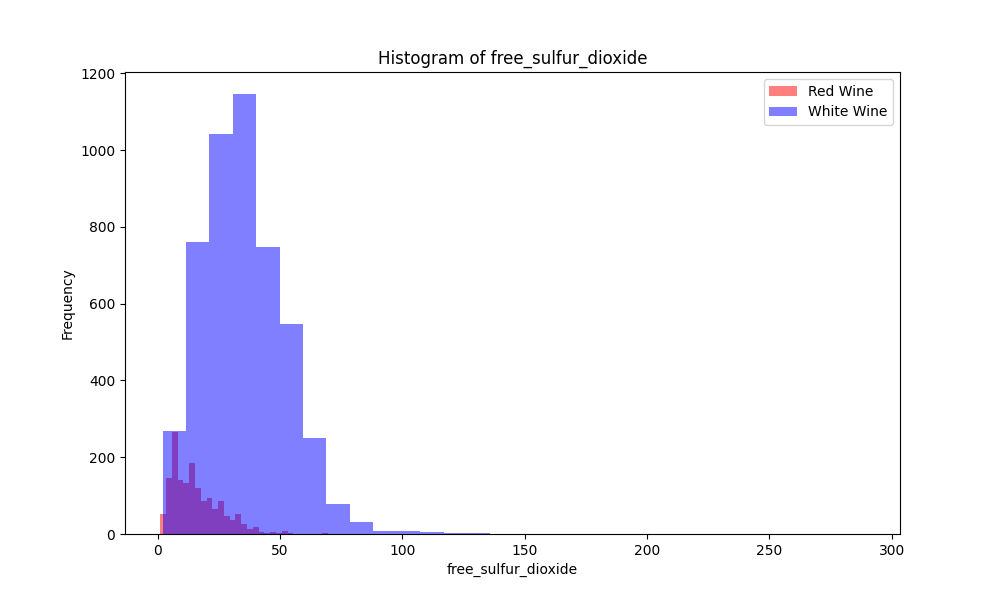 Histogram of free_sulfur_dioxide
Red Wine
White Wine
1200
1000
800
600
400
200
0
Frequency
0 50 100 150 200 250 300
free_sulfur_dioxide